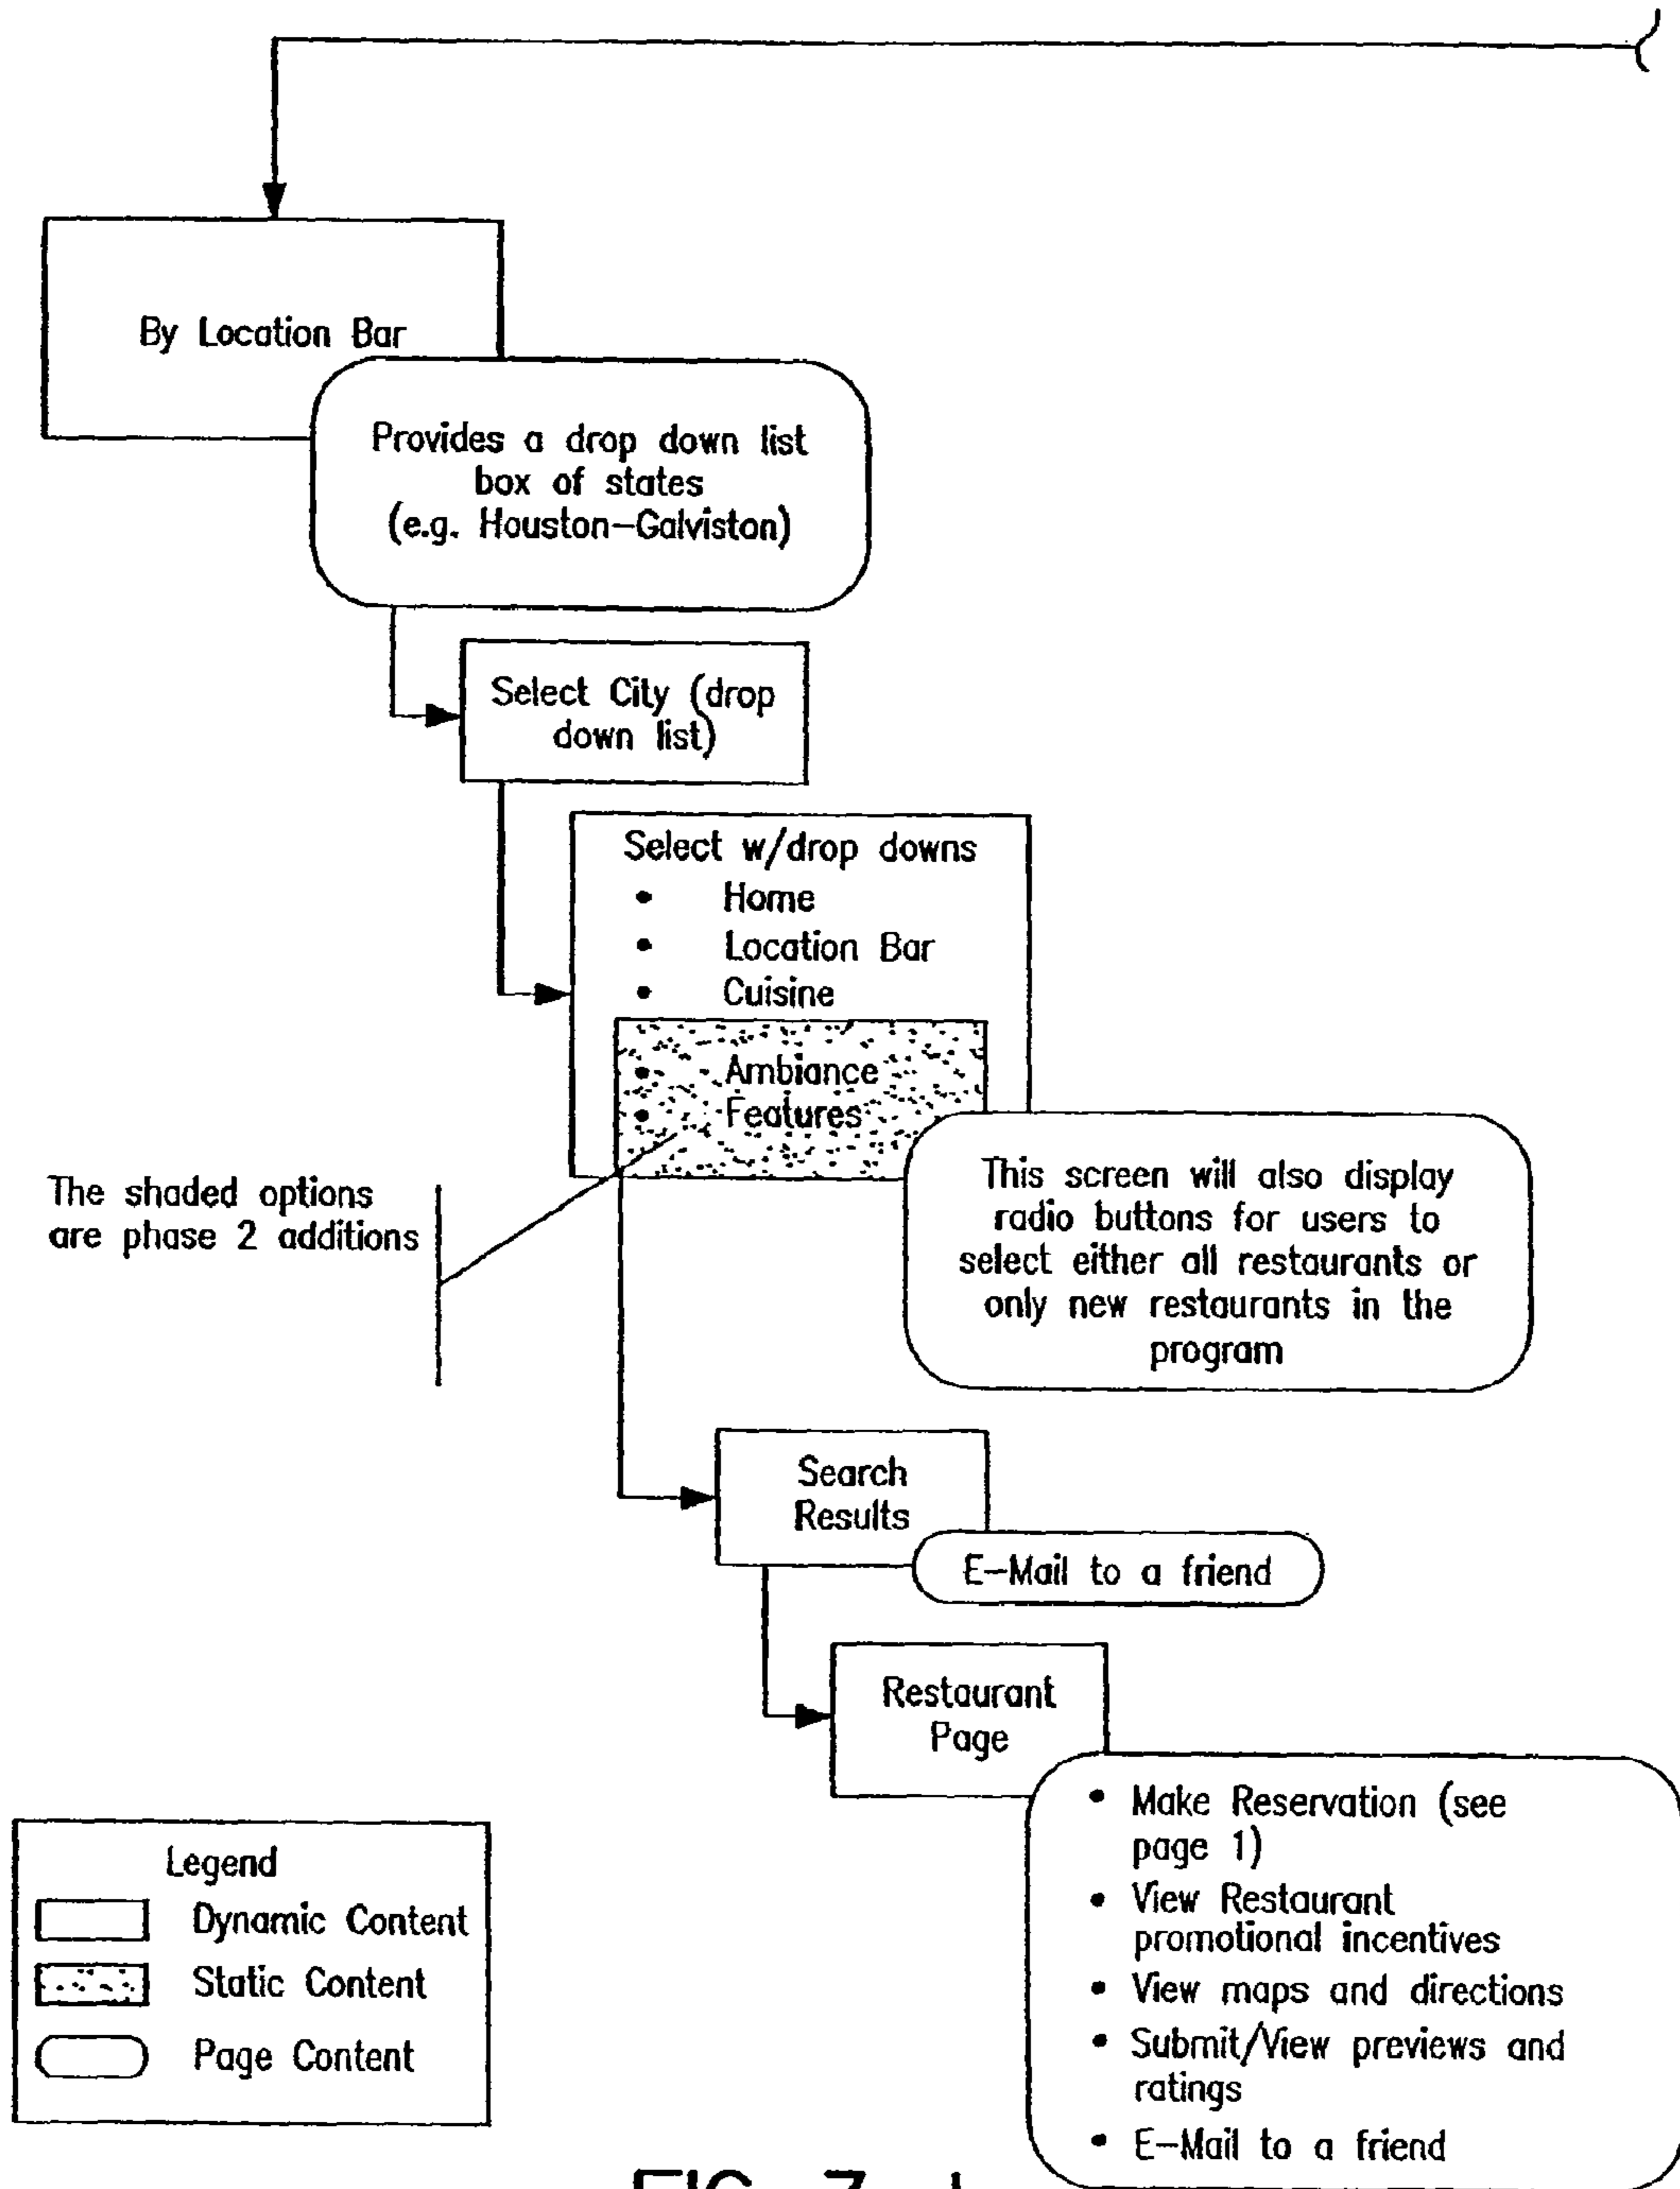 By Location Bar
Provides a drop down list
box of states
(e.g. Houston-Galviston)
Select City (drop
down list)
Select w/drop downs
• Home
• Location Bar
• Cuisine
• Ambiance
• Features
The shaded options
are phase 2 additions
This screen will also display
radio buttons for users to
select either all restaurants or
only new restaurants in the
program
Search
Results
E-Mail to a friend
Restaurant
Page
• Make Reservation (see
page 1)
• View Restaurant
promotional incentives
• View maps and directions
• Submit/View previews and
ratings
• E-Mail to a friend
Legend
Dynamic Content
Static Content
Page Content